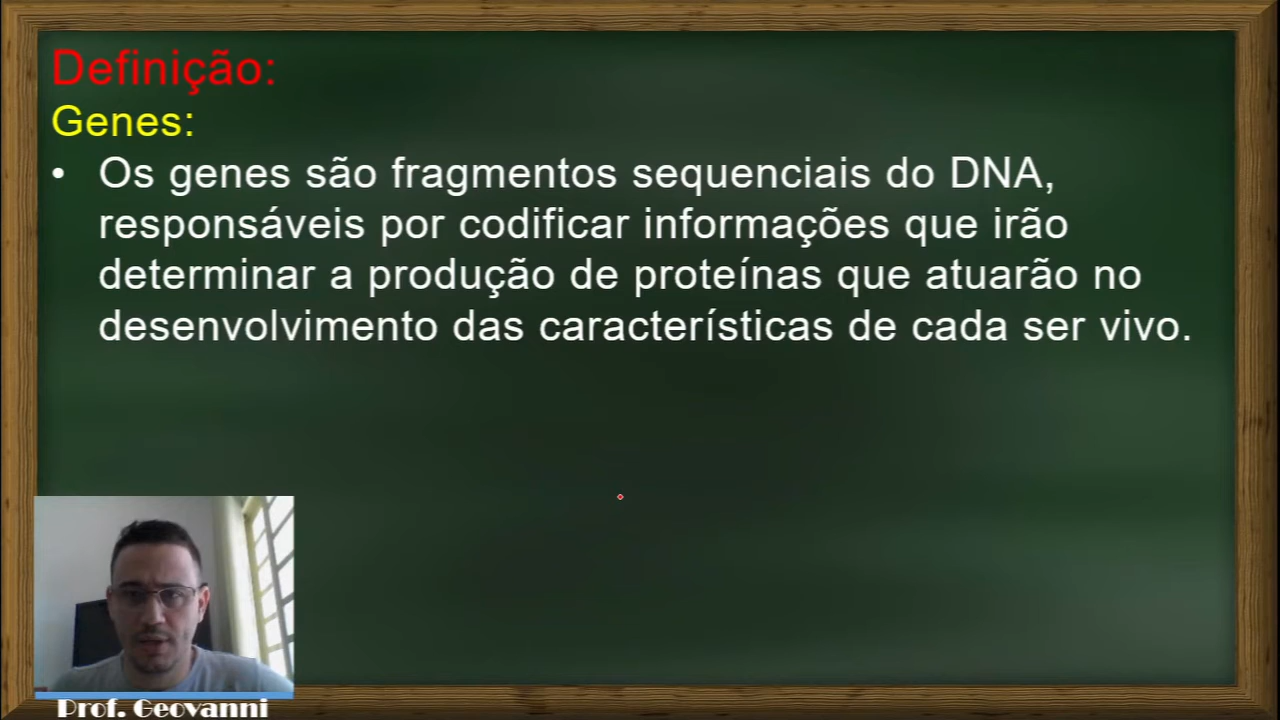 Definição:
Genes:
• Os genes são fragmentos sequenciais do DNA,
responsáveis por codificar informações que irão
determinar a produção de proteínas que atuarão no
desenvolvimento das características de cada ser vivo.
Prof. Geovanni